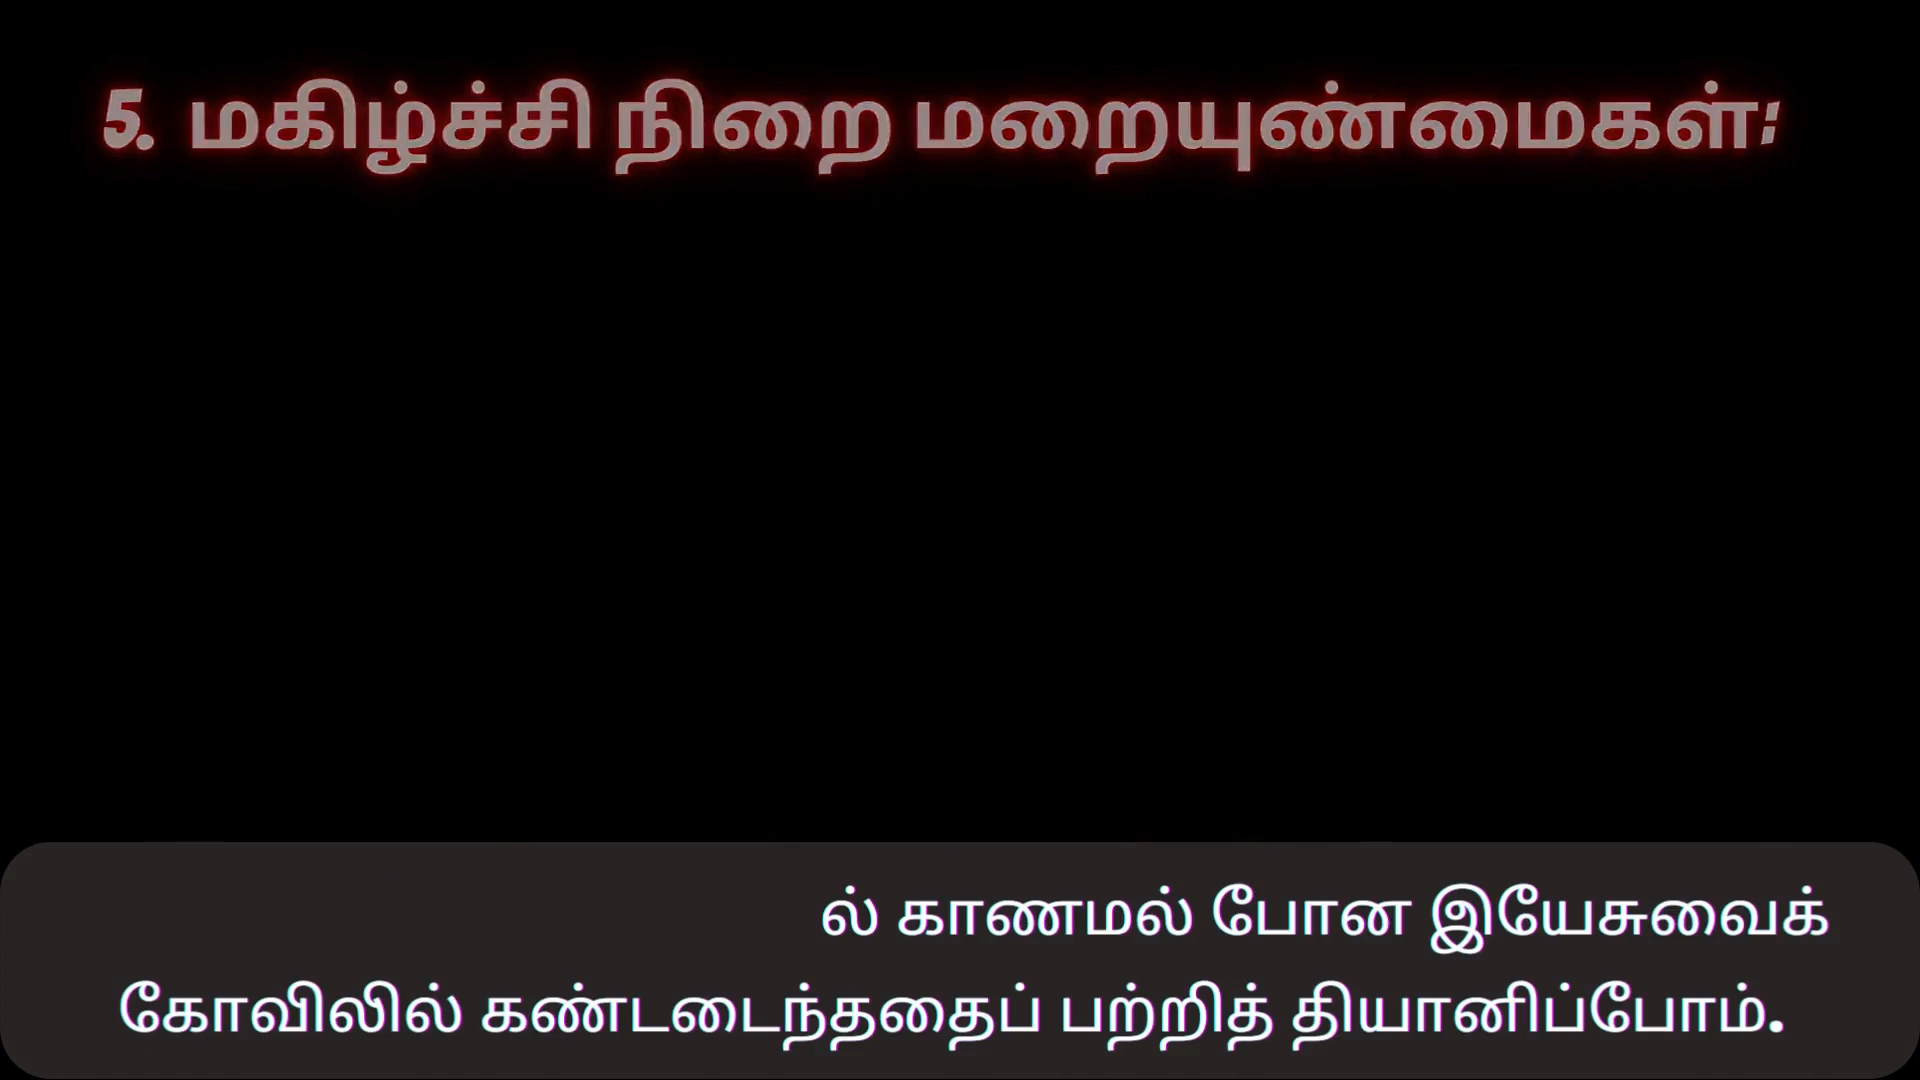 5. மகிழ்ச்சி நிறை மறையுண்மைகள்:
ல் காணமல் போன இயேசுவைக்
கோவிலில் கண்டடைந்ததைப் பற்றித் தியானிப்போம்.